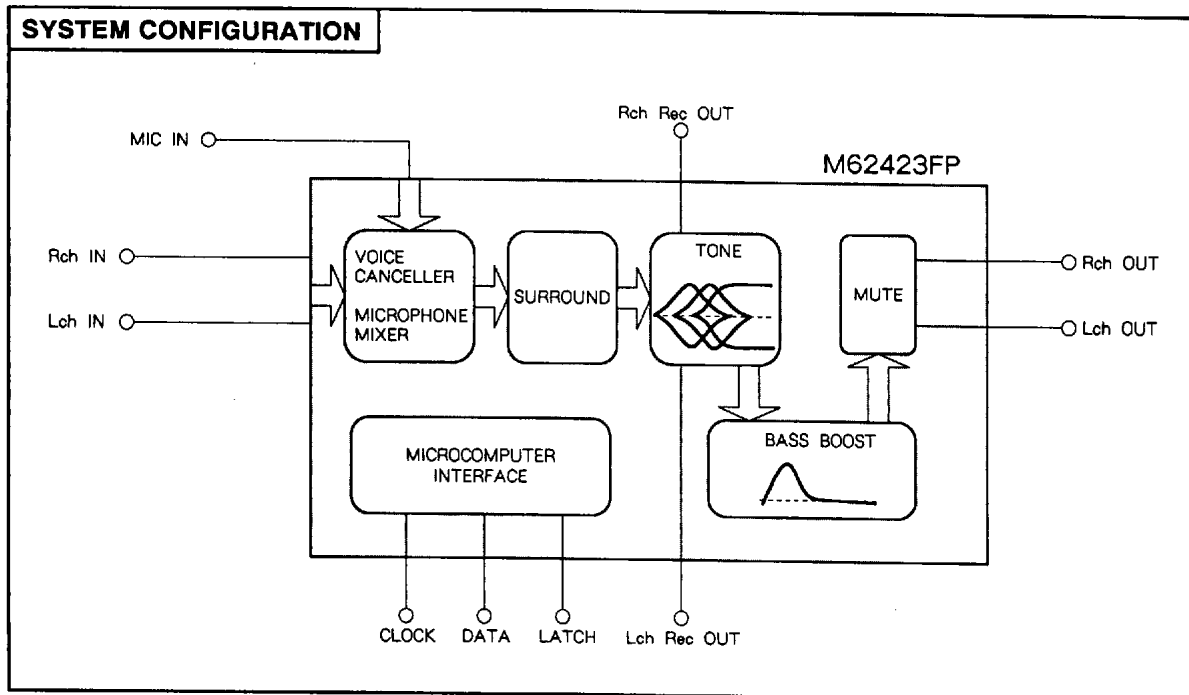 SYSTEM CONFIGURATION
Rch Rec OUT
MIC IN
M62423FP
Rch IN
Lch IN
VOICE
CANCELLER
MICROPHONE
MIXER
SURROUND
TONE
MUTE
Rch OUT
Lch OUT
MICROCOMPUTER
INTERFACE
BASS BOOST
CLOCK
DATA
LATCH
Lch Rec OUT